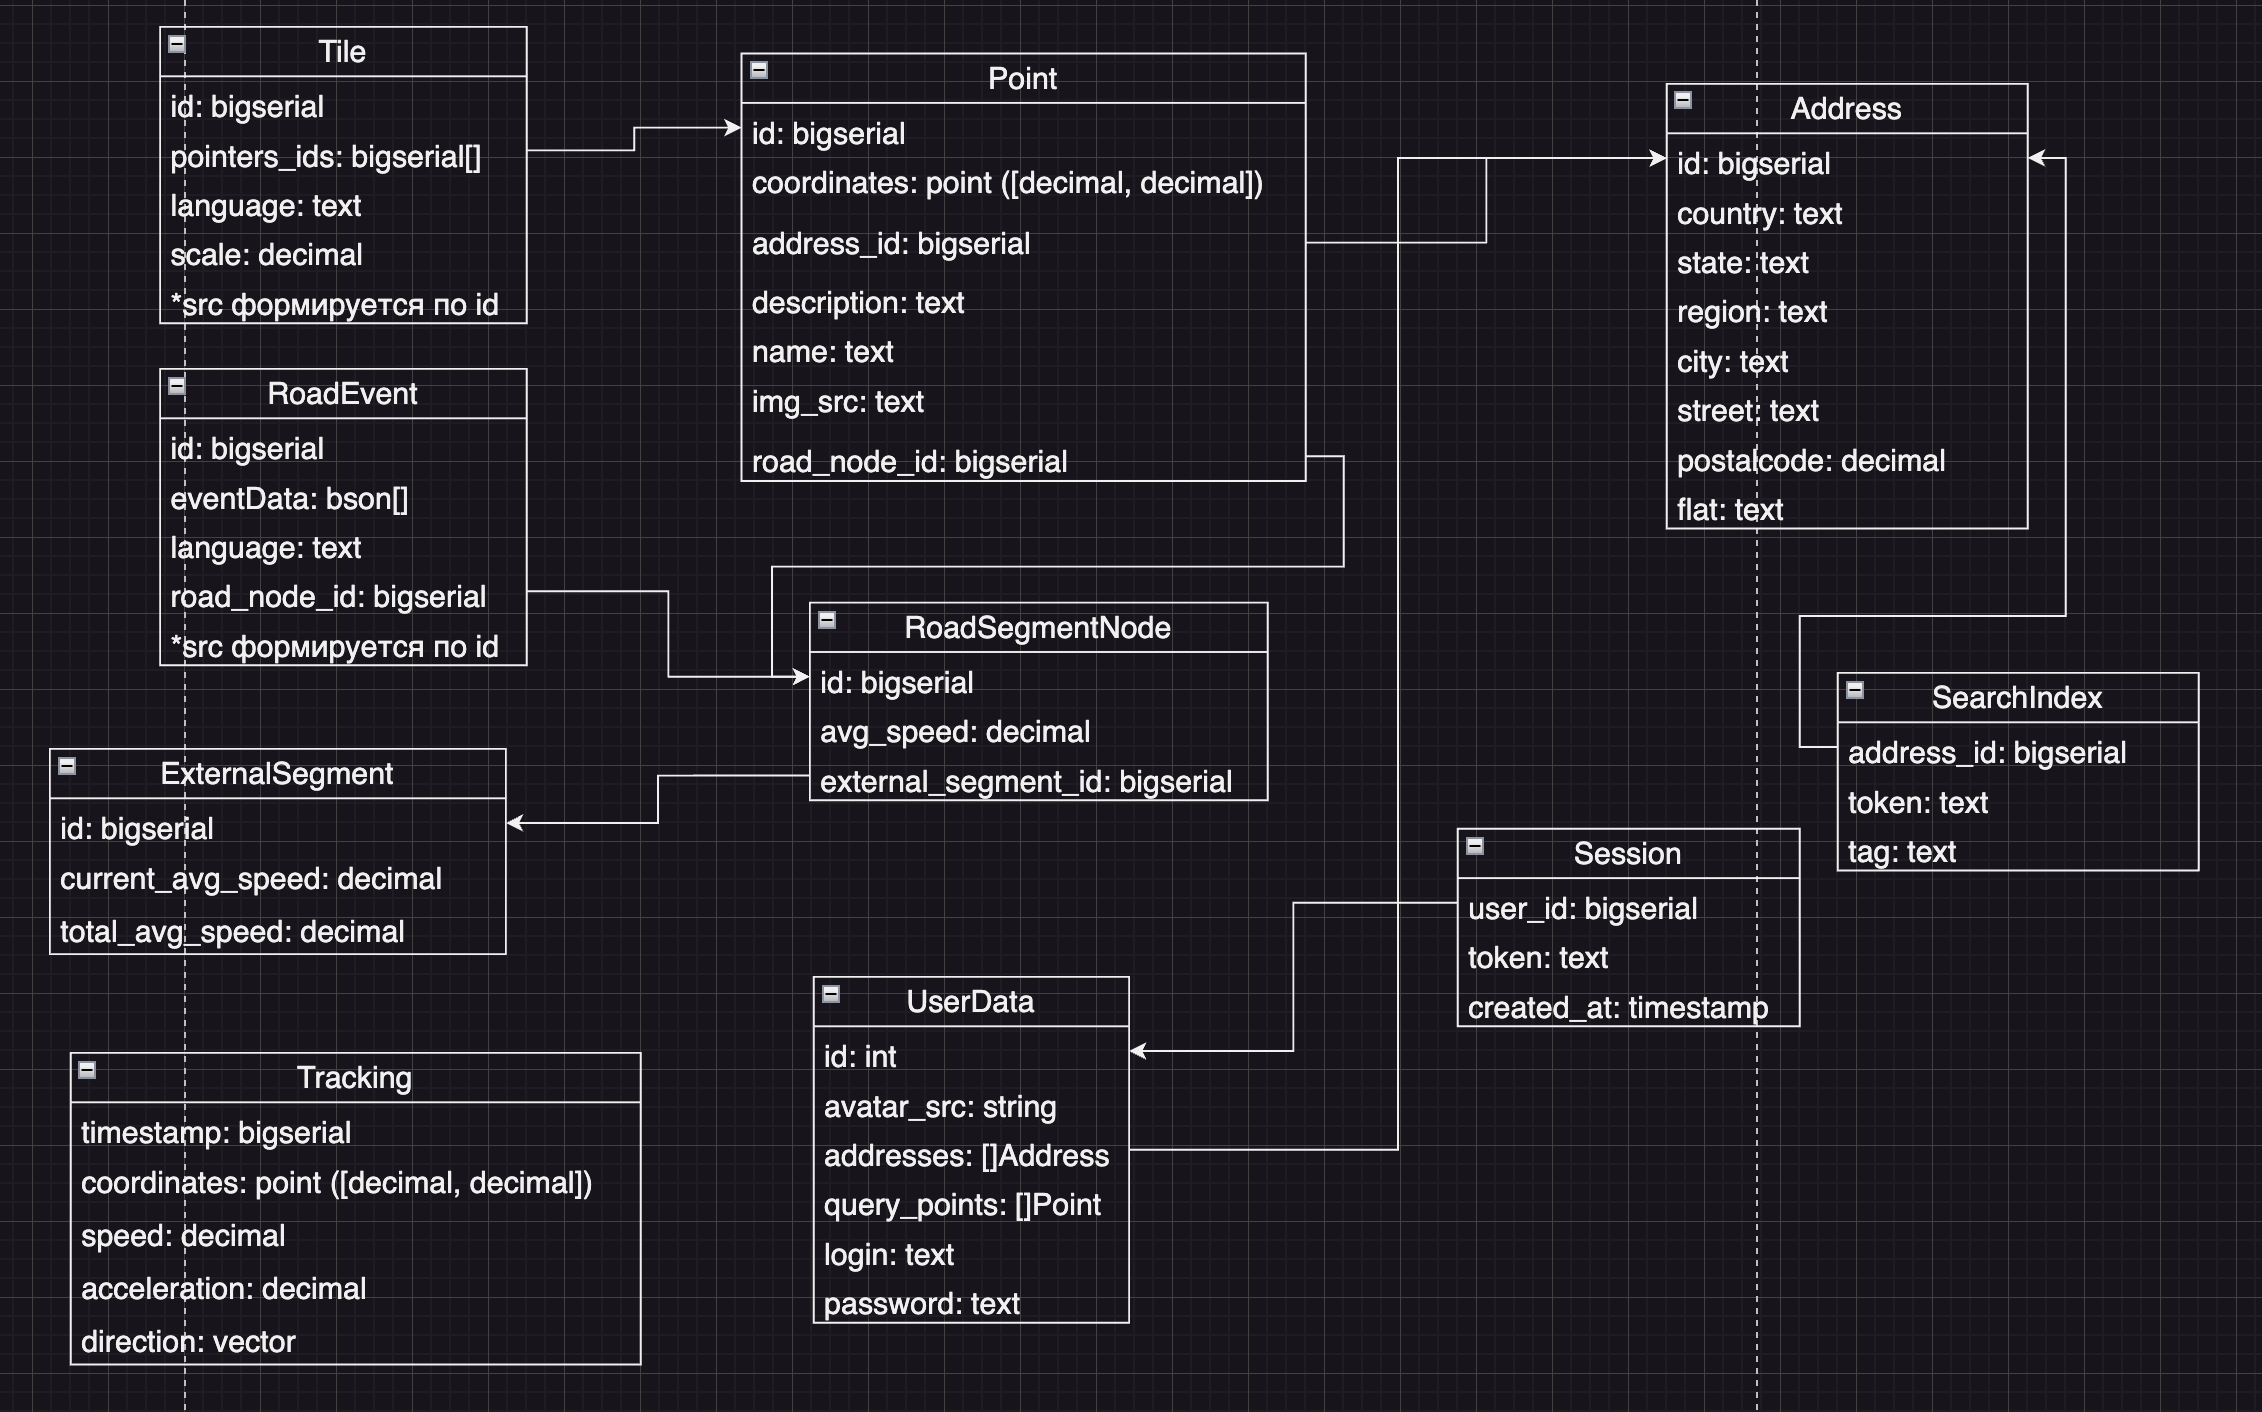 Tile
id: bigserial
pointers_ids: bigserial[]
language: text
scale: decimal
*src формируется по id
Point
id: bigserial
coordinates: point ([decimal, decimal])
address_id: bigserial
description: text
name: text
img_src: text
road_node_id: bigserial
Address
id: bigserial
country: text
state: text
region: text
city: text
street: text
postalcode: decimal
flat: text
RoadEvent
id: bigserial
eventData: bson[]
language: text
road_node_id: bigserial
*src формируется по id
RoadSegmentNode
id: bigserial
avg_speed: decimal
external_segment_id: bigserial
SearchIndex
address_id: bigserial
token: text
tag: text
ExternalSegment
id: bigserial
current_avg_speed: decimal
total_avg_speed: decimal
Session
user_id: bigserial
token: text
created_at: timestamp
UserData
id: int
avatar_src: string
addresses: []Address
query_points: []Point
login: text
password: text
Tracking
timestamp: bigserial
coordinates: point ([decimal, decimal])
speed: decimal
acceleration: decimal
direction: vector